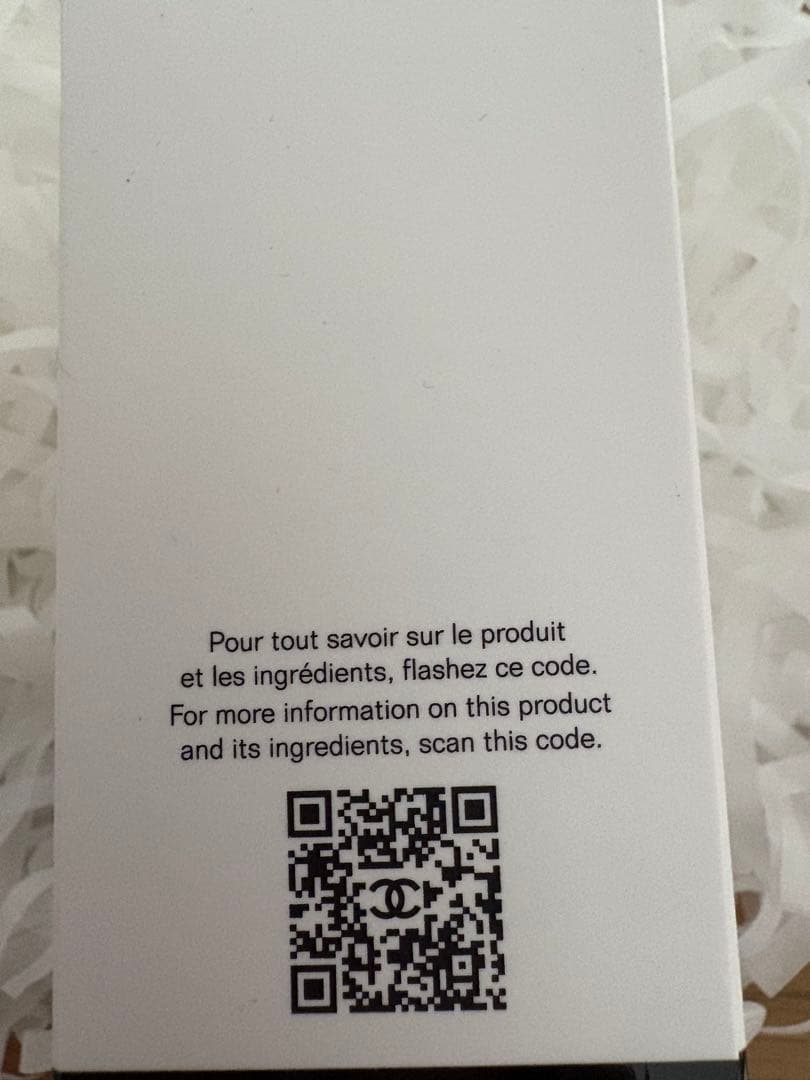 Pour tout savoir sur le produit
et les ingrédients, flashez ce code.
For more information on this product
and its ingredients, scan this code.